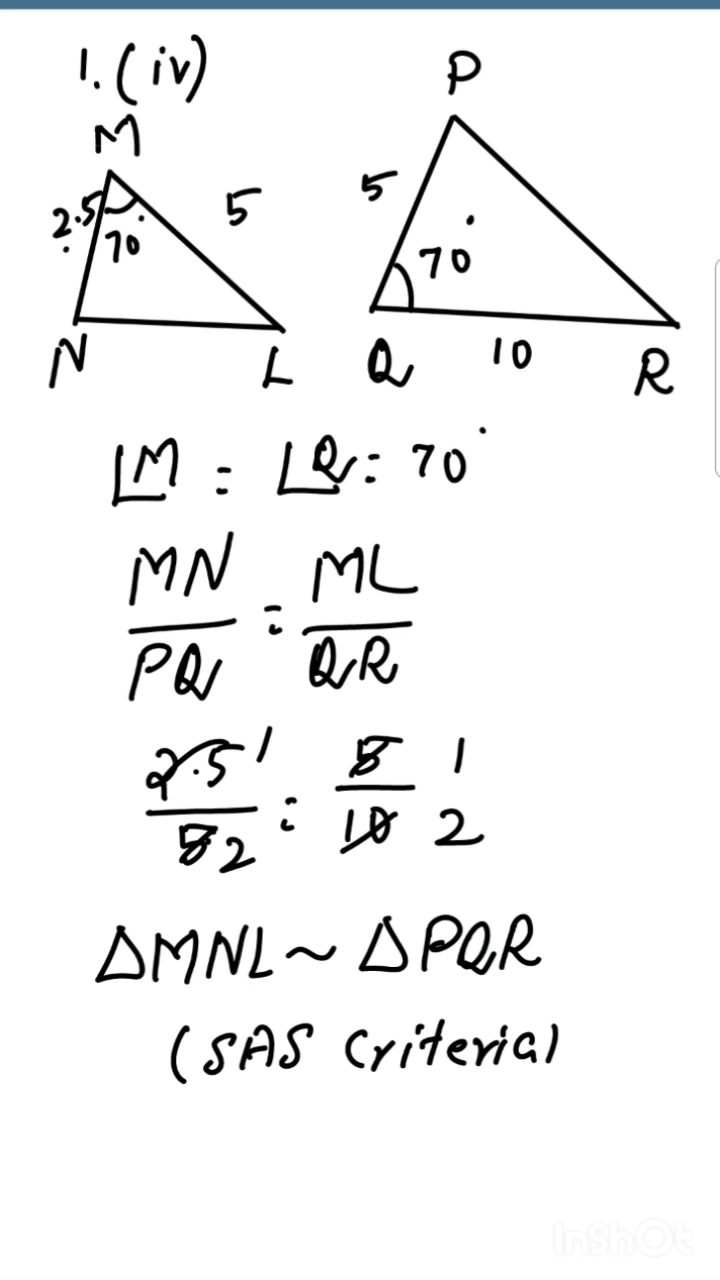 1. (iv)
M
P
2.5
5
5
70°
70°
N
L
Q
10
R
∠M = ∠Q = 70°
MN/PQ = ML/QR
2.5/5 1/2 = 5/10 1/2
ΔMNL ~ ΔPQR
(SAS Criteria)
InShOt